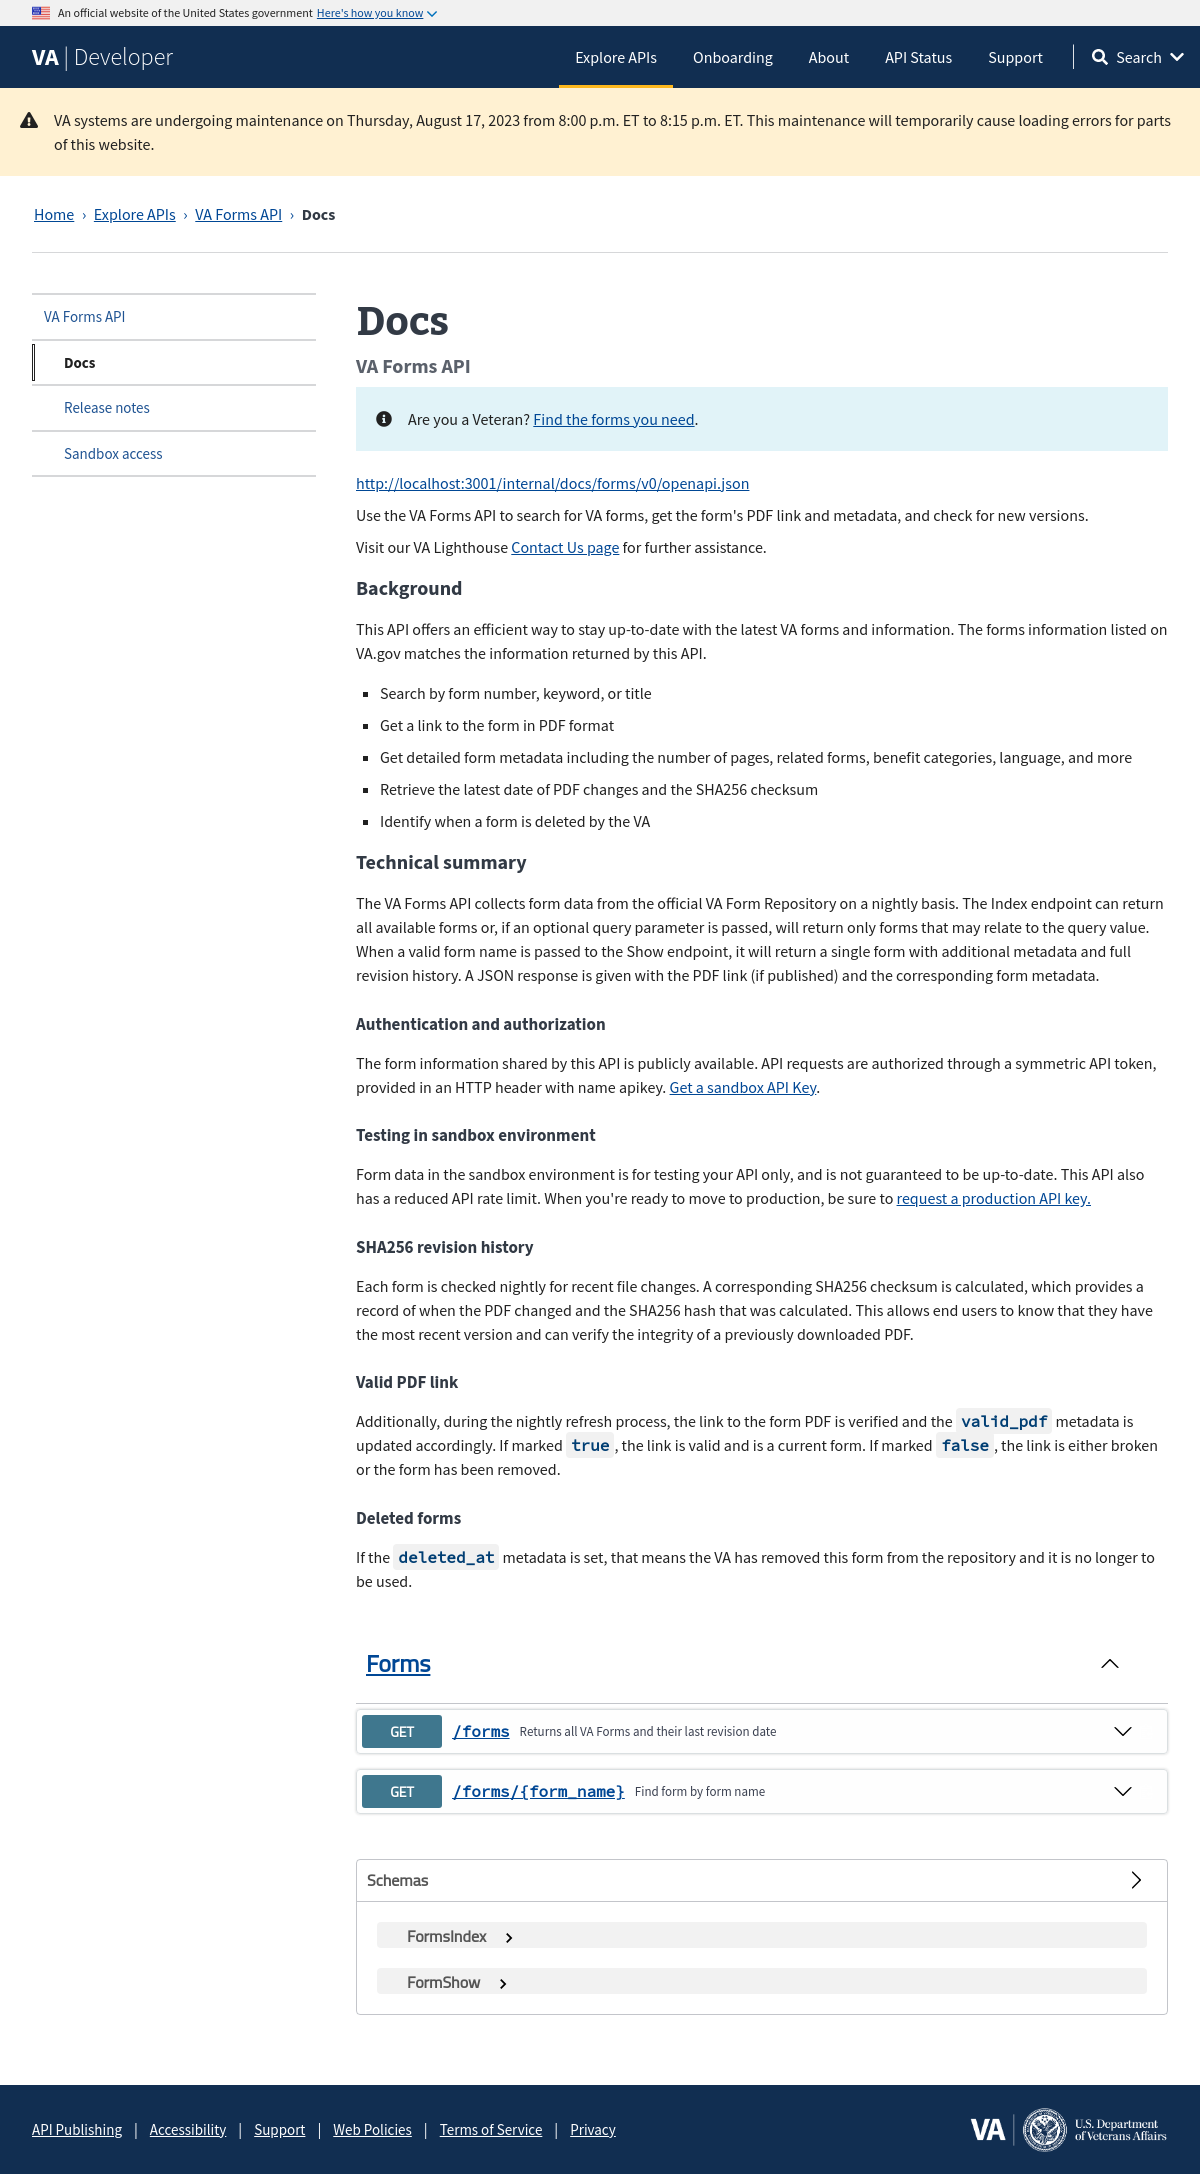 An official website of the United States government Here's how you know
VA | Developer
Explore APIs
Onboarding
About
API Status
Support
Search
VA systems are undergoing maintenance on Thursday, August 17, 2023 from 8:00 p.m. ET to 8:15 p.m. ET. This maintenance will temporarily cause loading errors for parts
of this website.
Home › Explore APIs › VA Forms API › Docs
VA Forms API
Docs
Release notes
Sandbox access
Docs
VA Forms API
Are you a Veteran? Find the forms you need.
http://localhost:3001/internal/docs/forms/v0/openapi.json
Use the VA Forms API to search for VA forms, get the form's PDF link and metadata, and check for new versions.
Visit our VA Lighthouse Contact Us page for further assistance.
Background
This API offers an efficient way to stay up-to-date with the latest VA forms and information. The forms information listed on
VA.gov matches the information returned by this API.
▪ Search by form number, keyword, or title
▪ Get a link to the form in PDF format
▪ Get detailed form metadata including the number of pages, related forms, benefit categories, language, and more
▪ Retrieve the latest date of PDF changes and the SHA256 checksum
▪ Identify when a form is deleted by the VA
Technical summary
The VA Forms API collects form data from the official VA Form Repository on a nightly basis. The Index endpoint can return
all available forms or, if an optional query parameter is passed, will return only forms that may relate to the query value.
When a valid form name is passed to the Show endpoint, it will return a single form with additional metadata and full
revision history. A JSON response is given with the PDF link (if published) and the corresponding form metadata.
Authentication and authorization
The form information shared by this API is publicly available. API requests are authorized through a symmetric API token,
provided in an HTTP header with name apikey. Get a sandbox API Key.
Testing in sandbox environment
Form data in the sandbox environment is for testing your API only, and is not guaranteed to be up-to-date. This API also
has a reduced API rate limit. When you're ready to move to production, be sure to request a production API key.
SHA256 revision history
Each form is checked nightly for recent file changes. A corresponding SHA256 checksum is calculated, which provides a
record of when the PDF changed and the SHA256 hash that was calculated. This allows end users to know that they have
the most recent version and can verify the integrity of a previously downloaded PDF.
Valid PDF link
Additionally, during the nightly refresh process, the link to the form PDF is verified and the valid_pdf metadata is
updated accordingly. If marked true, the link is valid and is a current form. If marked false, the link is either broken
or the form has been removed.
Deleted forms
If the deleted_at metadata is set, that means the VA has removed this form from the repository and it is no longer to
be used.
Forms
GET /forms Returns all VA Forms and their last revision date
GET /forms/{form_name} Find form by form name
Schemas
FormsIndex
FormShow
API Publishing | Accessibility | Support | Web Policies | Terms of Service | Privacy
VA | U.S. Department
of Veterans Affairs